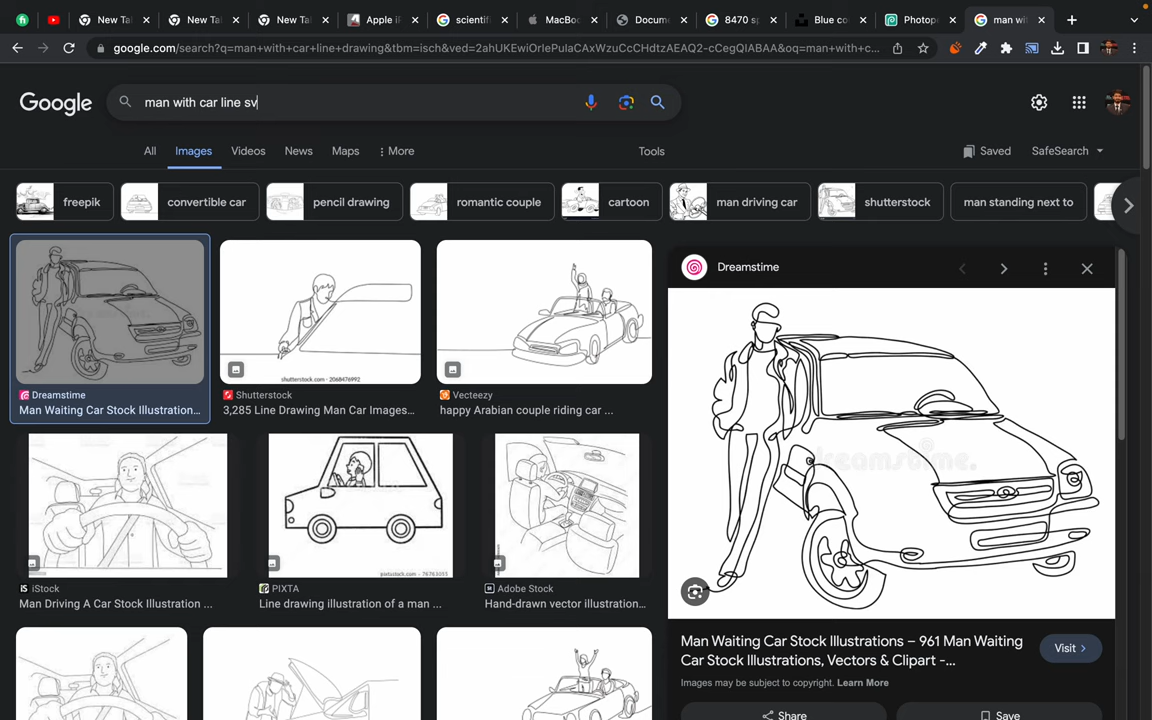 New Tal
New Tal
New Tal
Apple i
scientif
MacBoo
Docume
8470 sp
Blue co
Photop
man wi
google.com/search?q=man+with+car+line+drawing&tbm=isch&ved=2ahUKEwiOrlePulaCAxWzuCcCHdtzAEAQ2-cCegQIABAA&oq=man+with+c...
Google
man with car line sv
All
Images
Videos
News
Maps
More
Tools
Saved
SafeSearch
freepik
convertible car
pencil drawing
romantic couple
cartoon
man driving car
shutterstock
man standing next to
Dreamstime
Man Waiting Car Stock Illustration...
shutterstock.com · 2068476992
Shutterstock
3,285 Line Drawing Man Car Images...
Vecteezy
happy Arabian couple riding car ...
iStock
Man Driving A Car Stock Illustration ...
PIXTA
Line drawing illustration of a man ...
Adobe Stock
Hand-drawn vector illustration...
Dreamstime
dreamstime.
Man Waiting Car Stock Illustrations – 961 Man Waiting
Car Stock Illustrations, Vectors & Clipart -...
Visit
Images may be subject to copyright. Learn More
Share
Save